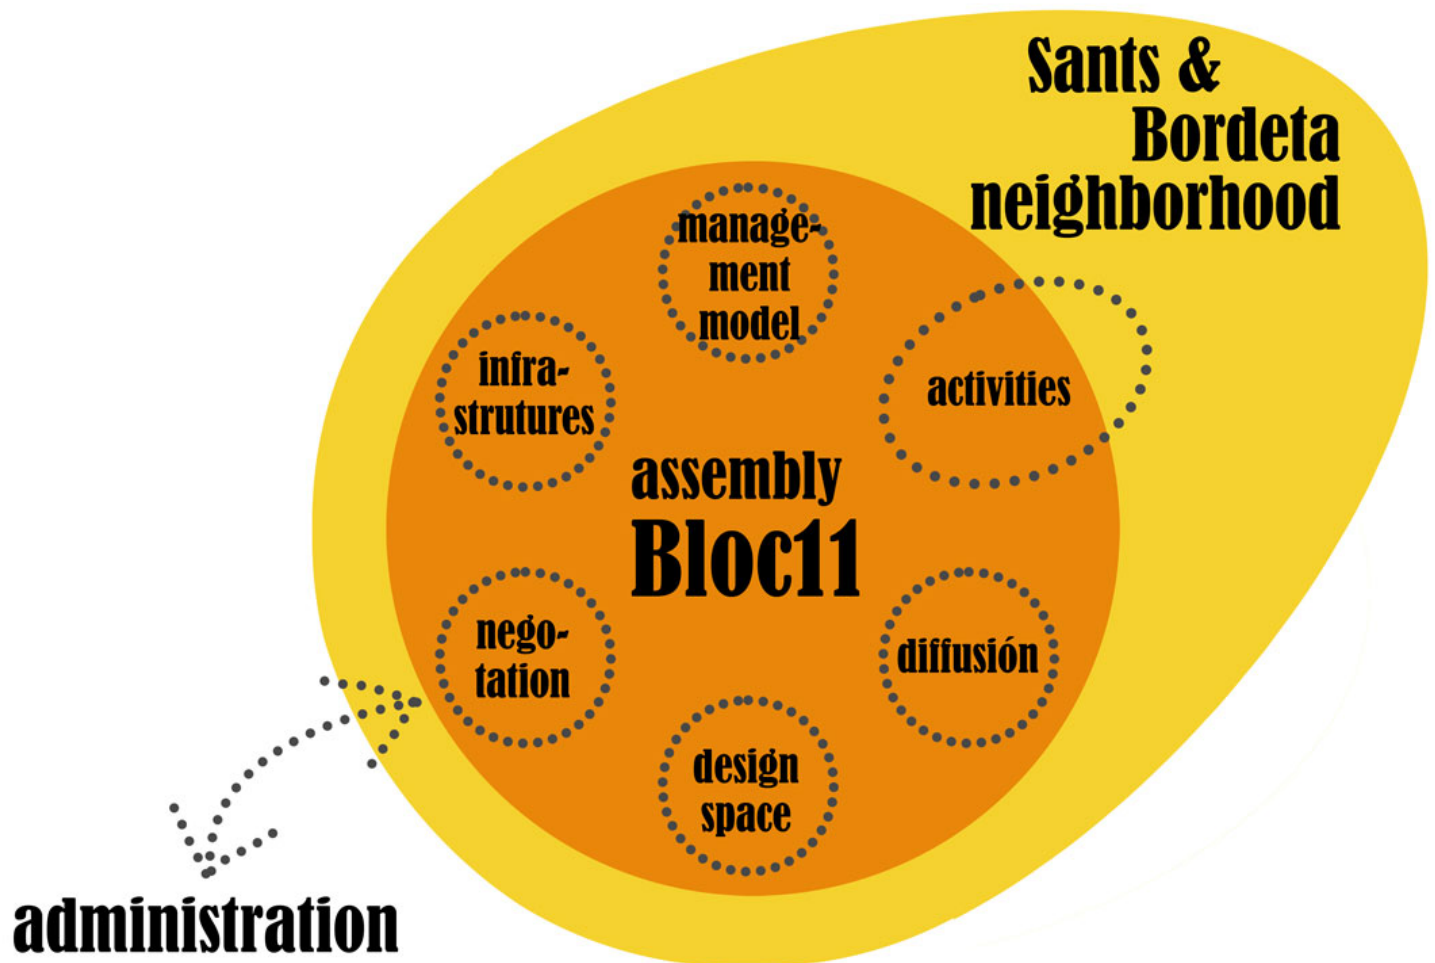 Sants &
Bordeta
neighborhood
manage-
ment
model
infra-
strutures
activities
assembly
Bloc11
nego-
tation
diffusión
design
space
administration